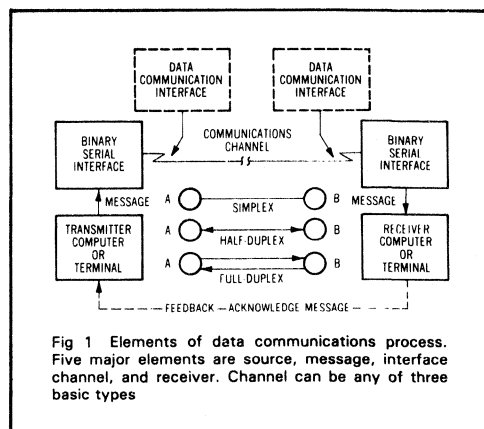 DATA
COMMUNICATION
INTERFACE
DATA
COMMUNICATION
INTERFACE
BINARY
SERIAL
INTERFACE
COMMUNICATIONS
CHANNEL
BINARY
SERIAL
INTERFACE
MESSAGE
A
SIMPLEX
B
MESSAGE
TRANSMITTER
COMPUTER
OR
TERMINAL
A
HALF-DUPLEX
B
A
FULL-DUPLEX
B
RECEIVER
COMPUTER
OR
TERMINAL
FEEDBACK – ACKNOWLEDGE MESSAGE
Fig 1 Elements of data communications process.
Five major elements are source, message, interface
channel, and receiver. Channel can be any of three
basic types